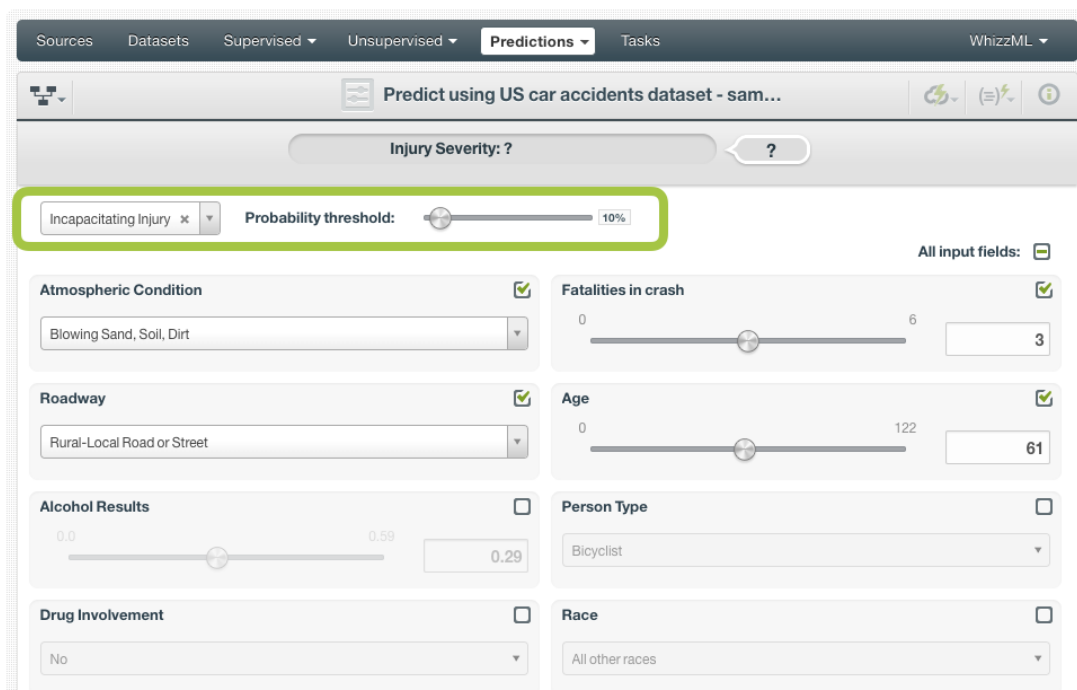 Sources Datasets Supervised Unsupervised Predictions Tasks WhizzML
Predict using US car accidents dataset - sam...
Injury Severity: ? ?
Incapacitating Injury × Probability threshold: 10%
All input fields:
Atmospheric Condition
Blowing Sand, Soil, Dirt
Fatalities in crash
0 6
3
Roadway
Rural-Local Road or Street
Age
0 122
61
Alcohol Results
0.0 0.59
0.29
Person Type
Bicyclist
Drug Involvement
No
Race
All other races